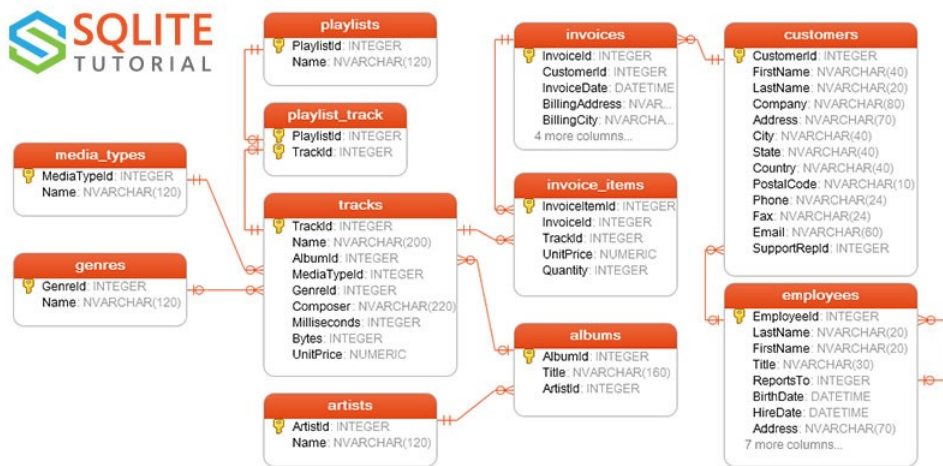 SQLITE
TUTORIAL
playlists
PlaylistId: INTEGER
Name: NVARCHAR(120)
playlist_track
PlaylistId: INTEGER
TrackId: INTEGER
media_types
MediaTypeId: INTEGER
Name: NVARCHAR(120)
genres
GenreId: INTEGER
Name: NVARCHAR(120)
tracks
TrackId: INTEGER
Name: NVARCHAR(200)
AlbumId: INTEGER
MediaTypeId: INTEGER
GenreId: INTEGER
Composer: NVARCHAR(220)
Milliseconds: INTEGER
Bytes: INTEGER
UnitPrice: NUMERIC
artists
ArtistId: INTEGER
Name: NVARCHAR(120)
invoices
InvoiceId: INTEGER
CustomerId: INTEGER
InvoiceDate: DATETIME
BillingAddress: NVAR...
BillingCity: NVARCHA...
4 more columns...
invoice_items
InvoiceItemId: INTEGER
InvoiceId: INTEGER
TrackId: INTEGER
UnitPrice: NUMERIC
Quantity: INTEGER
albums
AlbumId: INTEGER
Title: NVARCHAR(160)
ArtistId: INTEGER
customers
CustomerId: INTEGER
FirstName: NVARCHAR(40)
LastName: NVARCHAR(20)
Company: NVARCHAR(80)
Address: NVARCHAR(70)
City: NVARCHAR(40)
State: NVARCHAR(40)
Country: NVARCHAR(40)
PostalCode: NVARCHAR(10)
Phone: NVARCHAR(24)
Fax: NVARCHAR(24)
Email: NVARCHAR(60)
SupportRepId: INTEGER
employees
EmployeeId: INTEGER
LastName: NVARCHAR(20)
FirstName: NVARCHAR(20)
Title: NVARCHAR(30)
ReportsTo: INTEGER
BirthDate: DATETIME
HireDate: DATETIME
Address: NVARCHAR(70)
7 more columns...